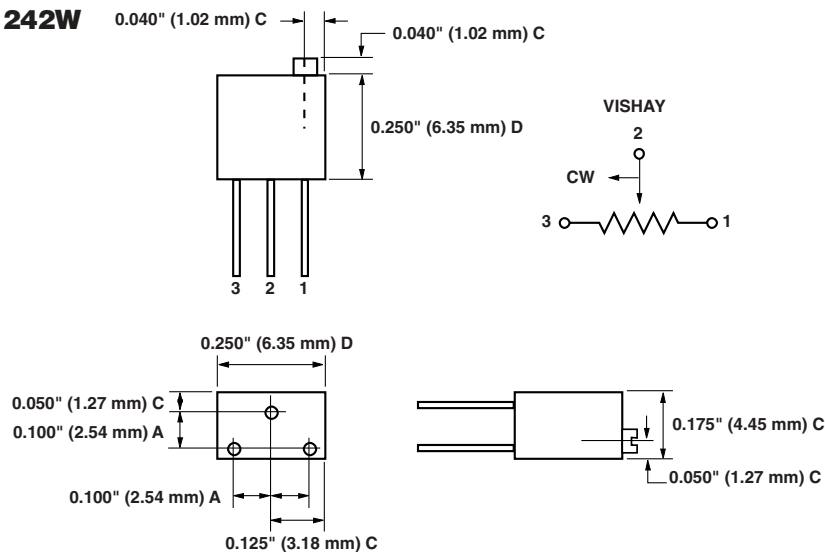 242W
0.040" (1.02 mm) C
0.040" (1.02 mm) C
0.250" (6.35 mm) D
VISHAY
2
CW
3
1
3 2 1
0.250" (6.35 mm) D
0.050" (1.27 mm) C
0.100" (2.54 mm) A
0.100" (2.54 mm) A
0.125" (3.18 mm) C
0.175" (4.45 mm) C
0.050" (1.27 mm) C